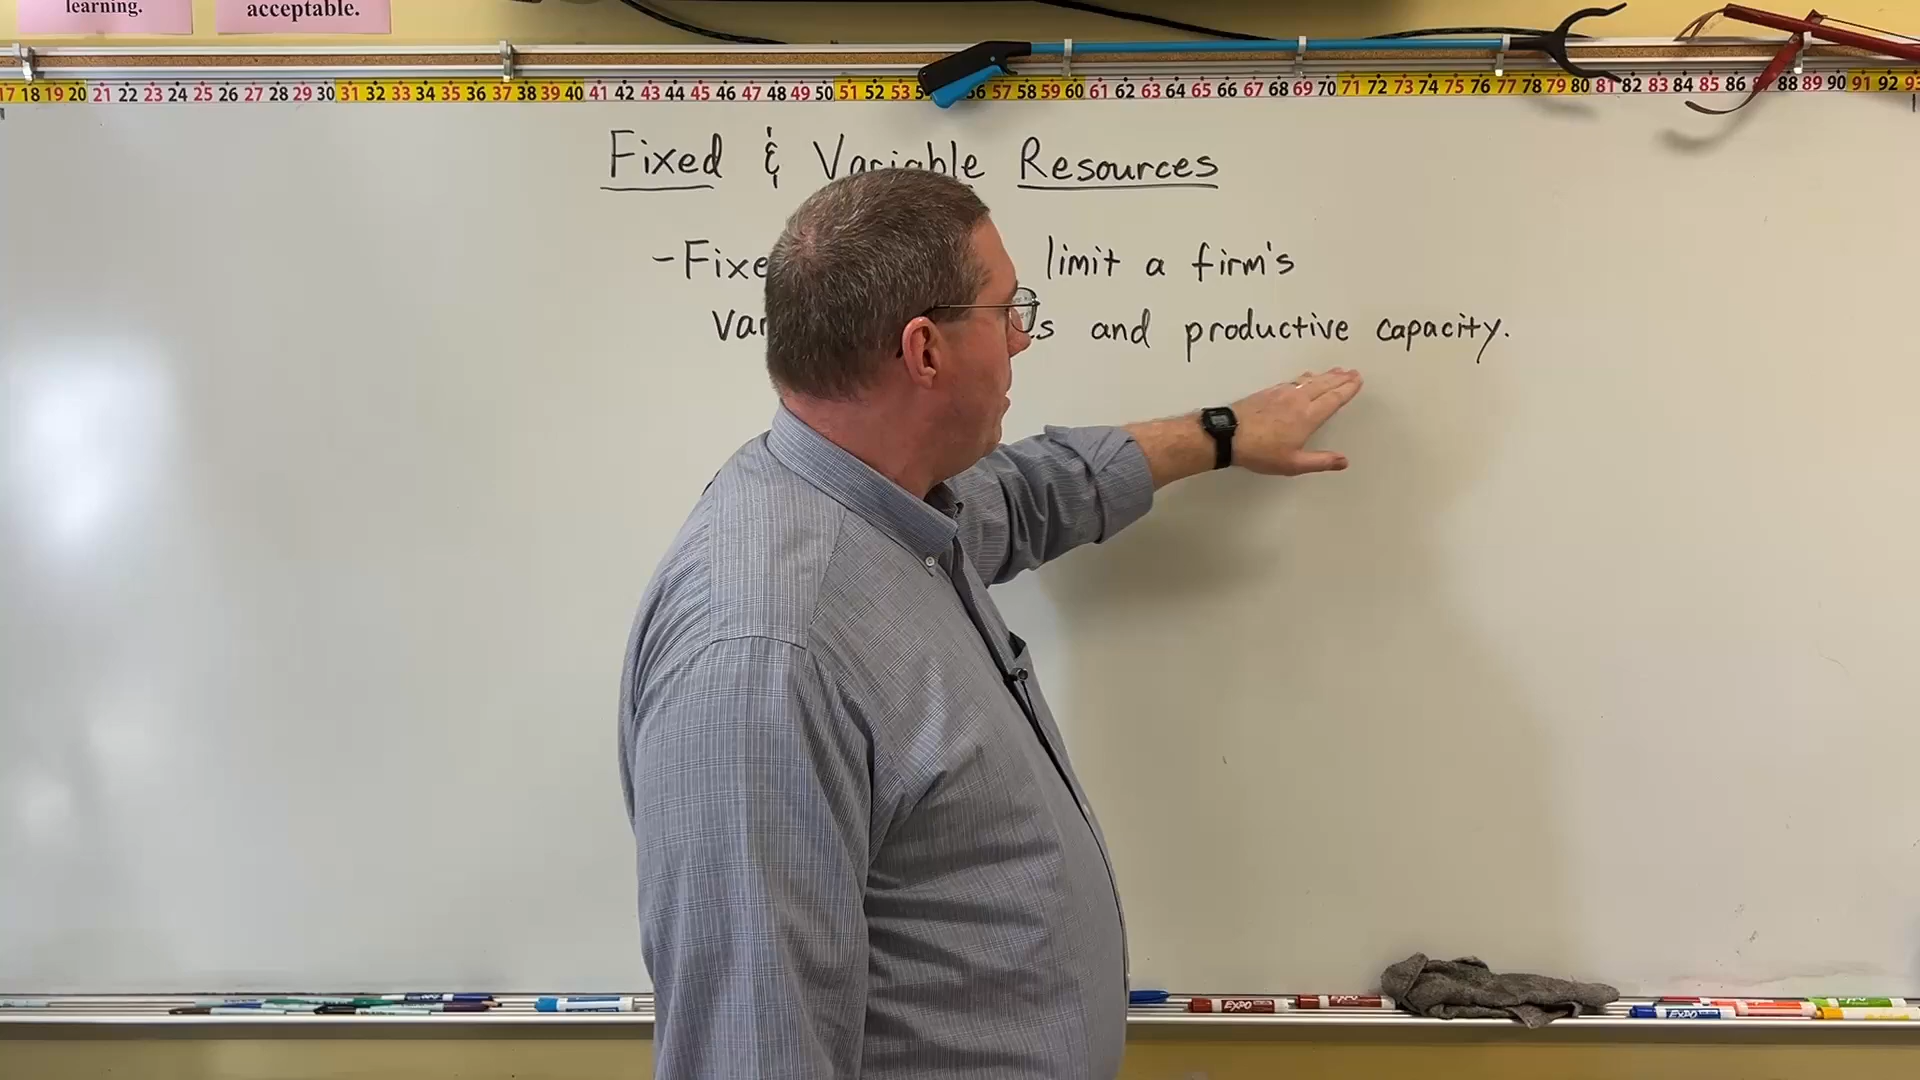 learning.
acceptable.
17 18 19 20 21 22 23 24 25 26 27 28 29 30 31 32 33 34 35 36 37 38 39 40 41 42 43 44 45 46 47 48 49 50 51 52 53 56 57 58 59 60 61 62 63 64 65 66 67 68 69 70 71 72 73 74 75 76 77 78 79 80 81 82 83 84 85 86 88 89 90 91 92
Fixed & Variable Resources
- limit a firm's
and productive capacity.
EXPO
EXPO
EXPO